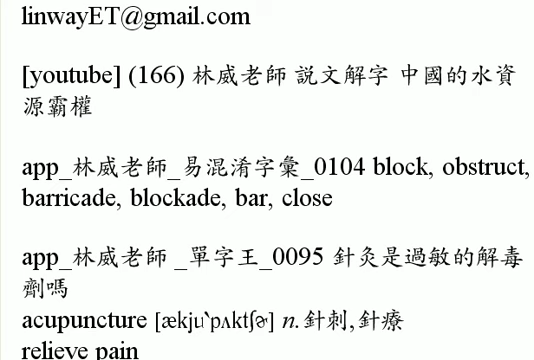 linwayET@gmail.com
[youtube] (166) 林威老師 説文解字 中國的水資
源霸權
app_林威老師_易混淆字彙_0104 block, obstruct,
barricade, blockade, bar, close
app_林威老師 _單字王_0095 針灸是過敏的解毒
劑嗎
acupuncture [ækjuˋpʌktʃɚ] n.針刺,針療
relieve pain